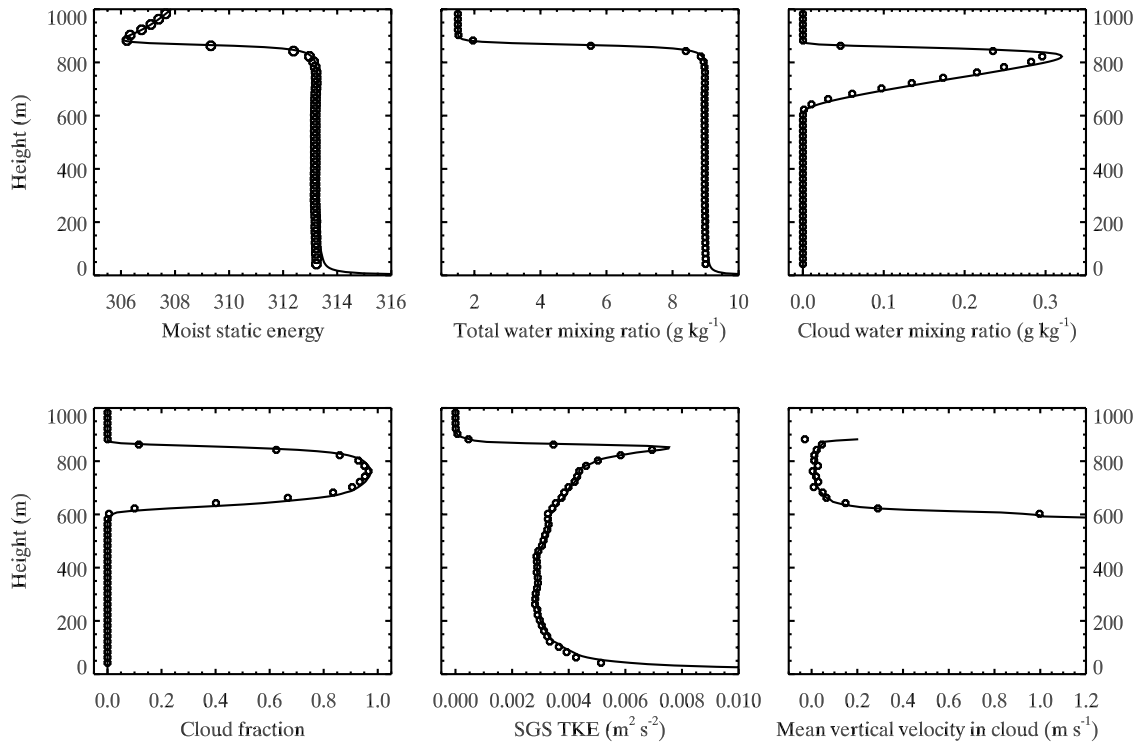 1000
800
600
400
200
0
Height (m)
306 308 310 312 314 316
Moist static energy
2 4 6 8 10
Total water mixing ratio (g kg⁻¹)
1000
800
600
400
200
0
0.0 0.1 0.2 0.3
Cloud water mixing ratio (g kg⁻¹)
1000
800
600
400
200
0
Height (m)
0.0 0.2 0.4 0.6 0.8 1.0
Cloud fraction
0.000 0.002 0.004 0.006 0.008 0.010
SGS TKE (m² s⁻²)
1000
800
600
400
200
0
0.0 0.2 0.4 0.6 0.8 1.0 1.2
Mean vertical velocity in cloud (m s⁻¹)